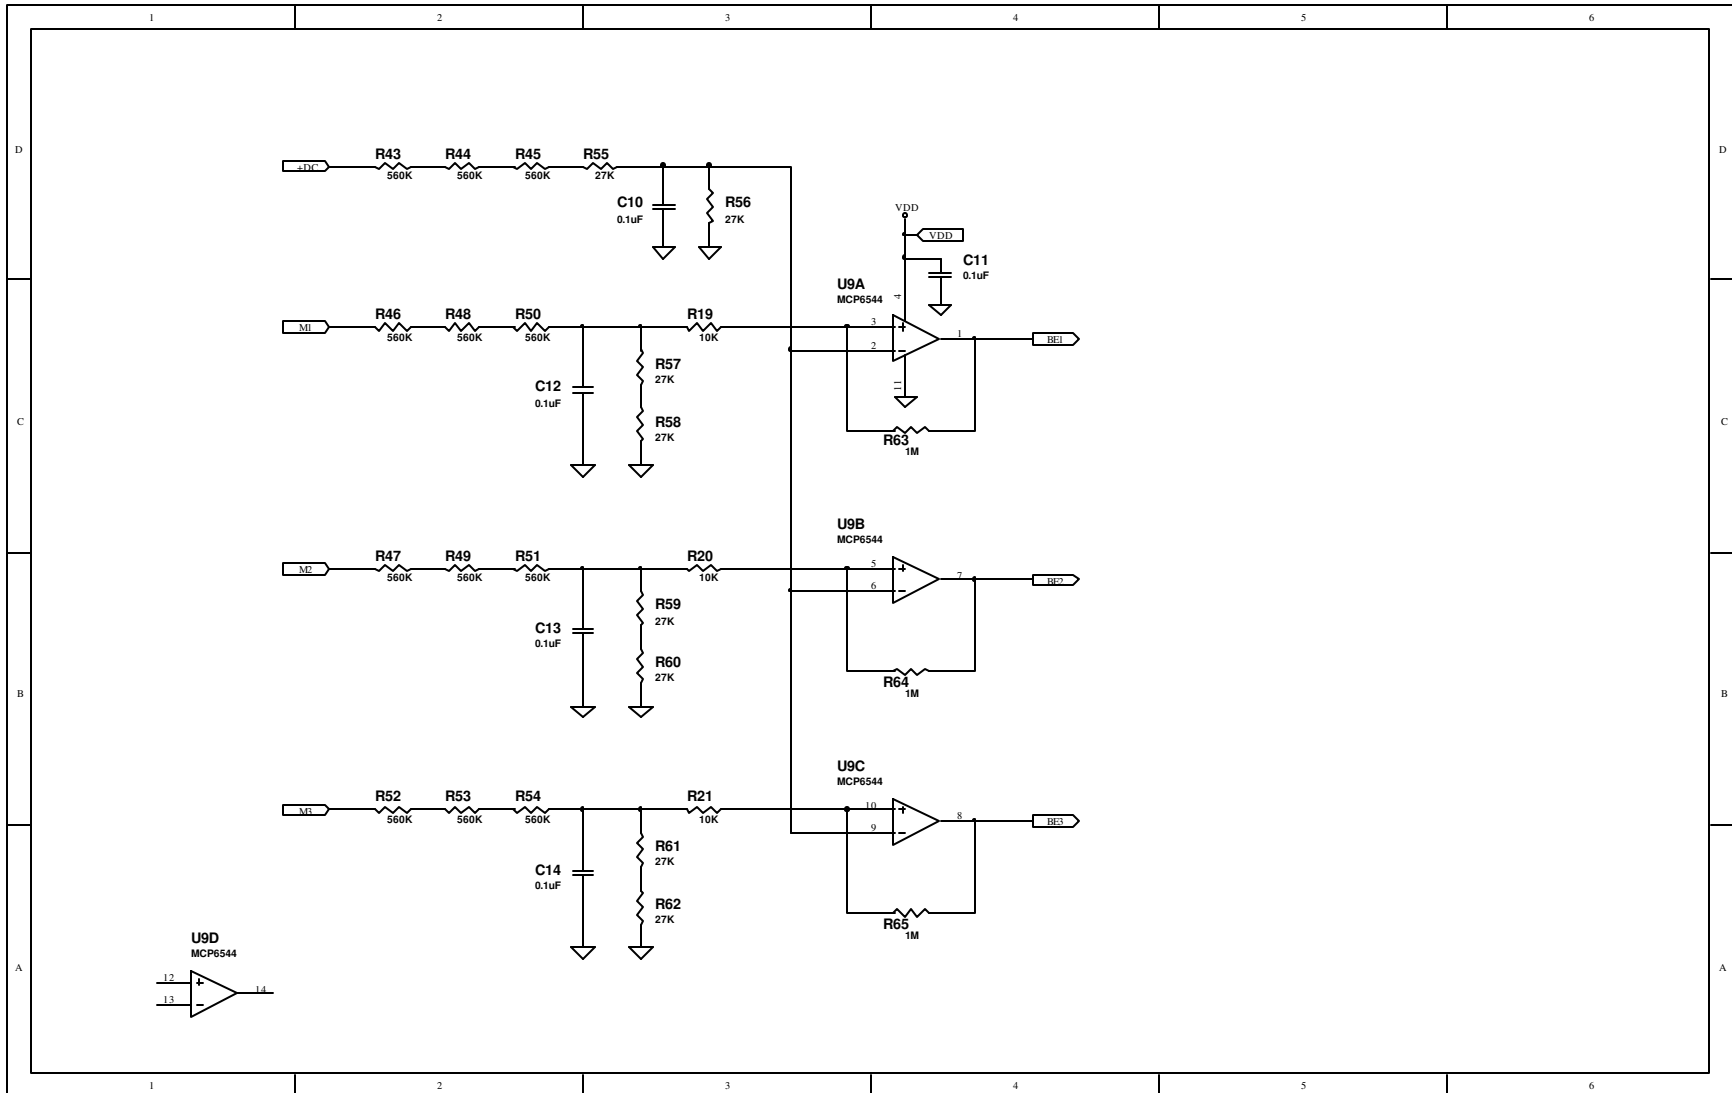 1 2 3 4 5 6
D D
R43 R44 R45 R55
+DC
560K 560K 560K 27K
C10
0.1uF
R56
27K
VDD
VDD
C11
0.1uF
U9A
MCP6544
4
M1
R46 R48 R50 R19
560K 560K 560K 10K
3
2
1
BE1
11
R57
27K
C12
0.1uF
R58
27K
C C
R63
1M
U9B
MCP6544
M2
R47 R49 R51 R20
560K 560K 560K 10K
5
6
7
BE2
R59
27K
C13
0.1uF
R60
27K
R64
1M
B B
U9C
MCP6544
M3
R52 R53 R54 R21
560K 560K 560K 10K
10
9
8
BE3
R61
27K
C14
0.1uF
R62
27K
R65
1M
U9D
MCP6544
A A
12
13
14
1 2 3 4 5 6